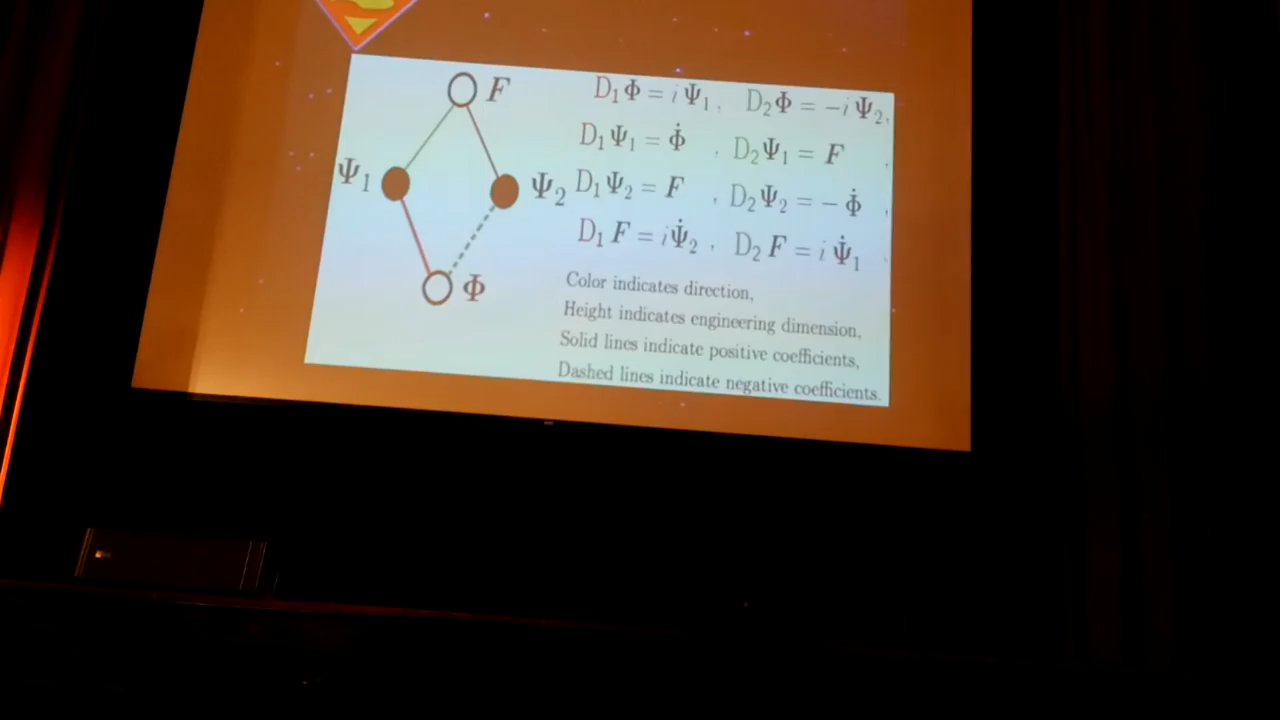 F
D₁Φ = iΨ₁ , D₂Φ = −iΨ₂,
D₁Ψ₁ = Φ̇ , D₂Ψ₁ = F ,
Ψ₁
Ψ₂
D₁Ψ₂ = F , D₂Ψ₂ = −Φ̇ ,
D₁F = iΨ̇₂ , D₂F = iΨ̇₁ .
Φ
Color indicates direction,
Height indicates engineering dimension,
Solid lines indicate positive coefficients,
Dashed lines indicate negative coefficients.